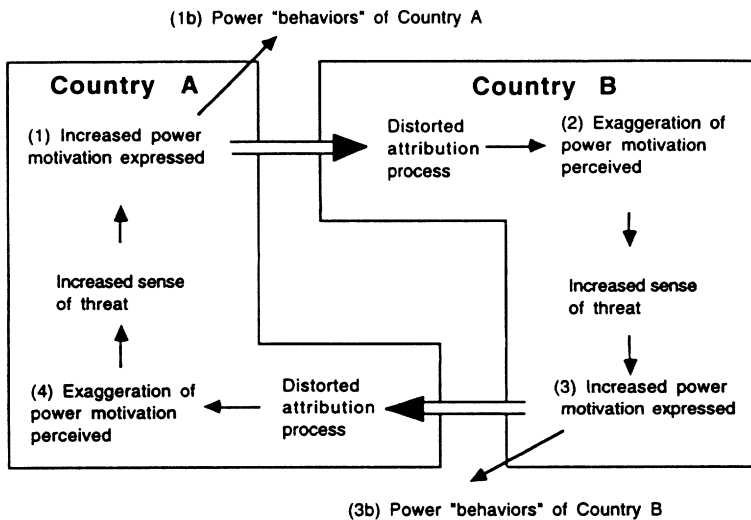 (1b) Power "behaviors" of Country A
Country A
(1) Increased power
motivation expressed
Increased sense
of threat
(4) Exaggeration of
power motivation
perceived
Distorted
attribution
process
Country B
Distorted
attribution
process
(2) Exaggeration of
power motivation
perceived
Increased sense
of threat
(3) Increased power
motivation expressed
(3b) Power "behaviors" of Country B